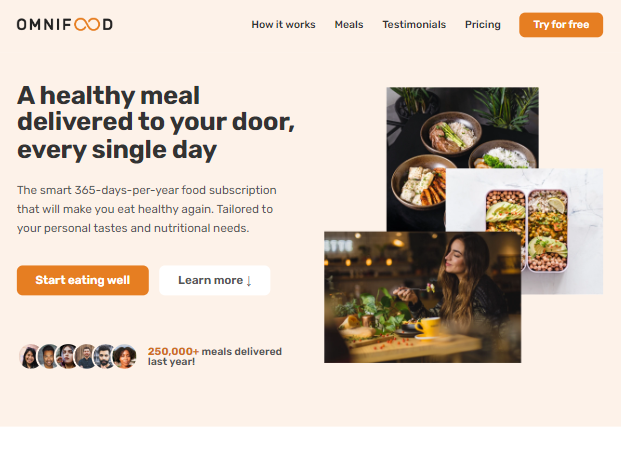 OMNIFOOD
How it works Meals Testimonials Pricing Try for free
A healthy meal
delivered to your door,
every single day
The smart 365-days-per-year food subscription
that will make you eat healthy again. Tailored to
your personal tastes and nutritional needs.
Start eating well Learn more ↓
250,000+ meals delivered
last year!